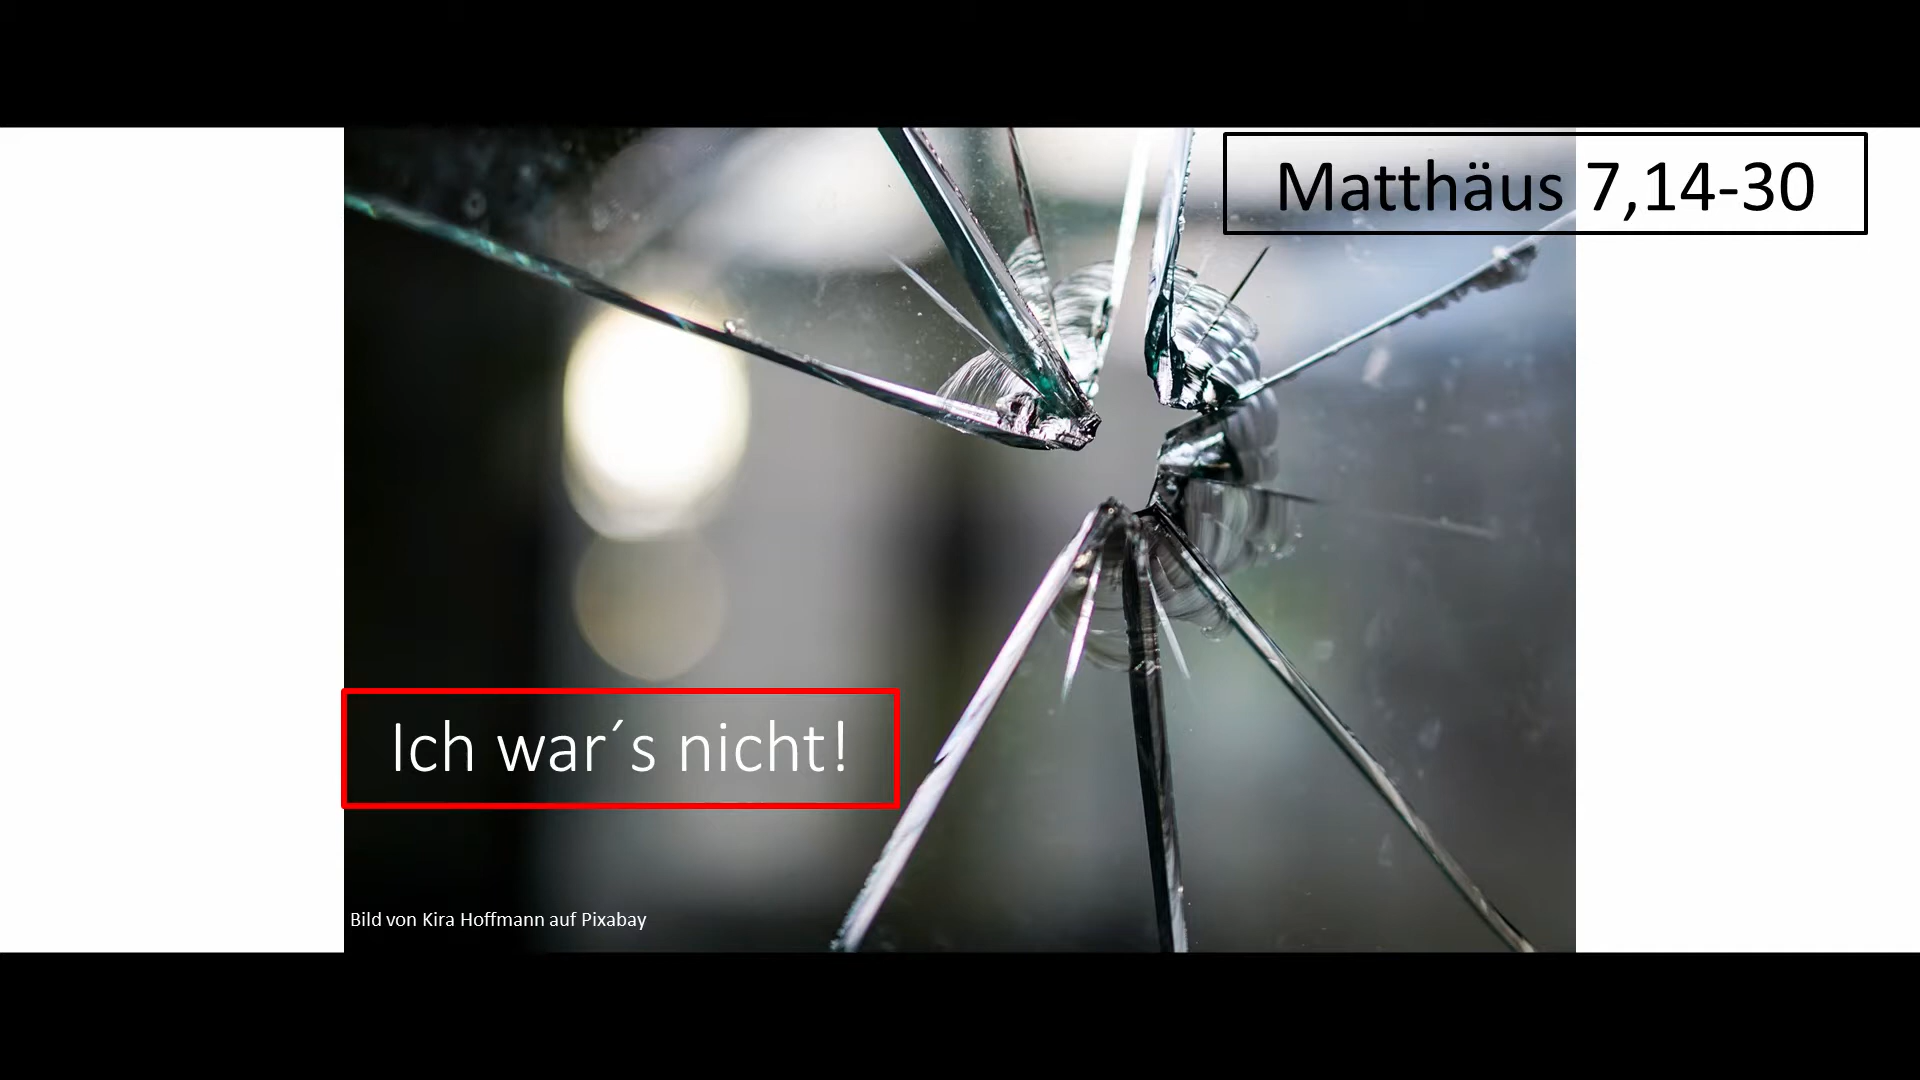 Matthäus 7,14-30
Ich war´s nicht!
Bild von Kira Hoffmann auf Pixabay